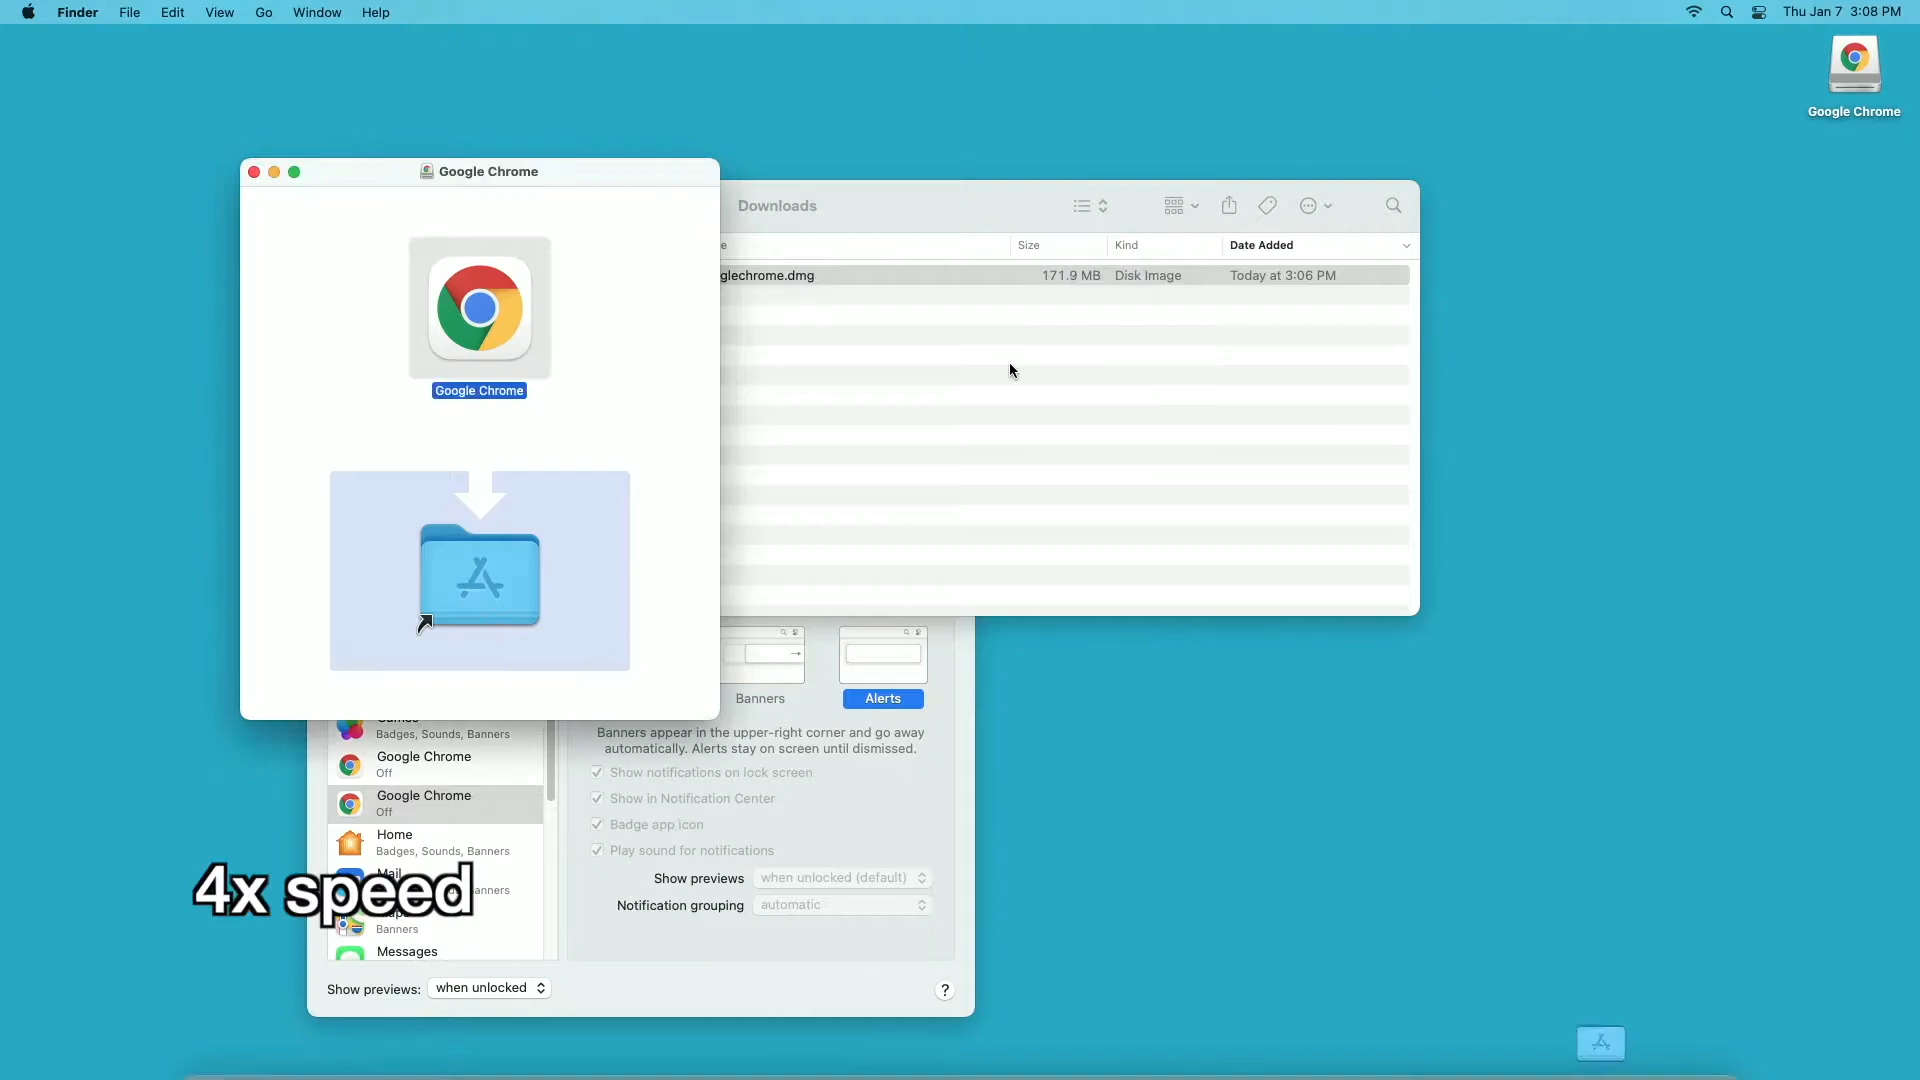 Finder File Edit View Go Window Help
Thu Jan 7 3:08 PM
Google Chrome
Google Chrome
Google Chrome
Downloads
Size Kind Date Added
glechrome.dmg 171.9 MB Disk Image Today at 3:06 PM
Banners
Alerts
Banners appear in the upper-right corner and go away
automatically. Alerts stay on screen until dismissed.
Show notifications on lock screen
Show in Notification Center
Badge app icon
Play sound for notifications
Show previews when unlocked (default)
Notification grouping automatic
Games
Badges, Sounds, Banners
Google Chrome
Off
Google Chrome
Off
Home
Badges, Sounds, Banners
Mail
Banners
Messages
4x speed
Show previews: when unlocked
?